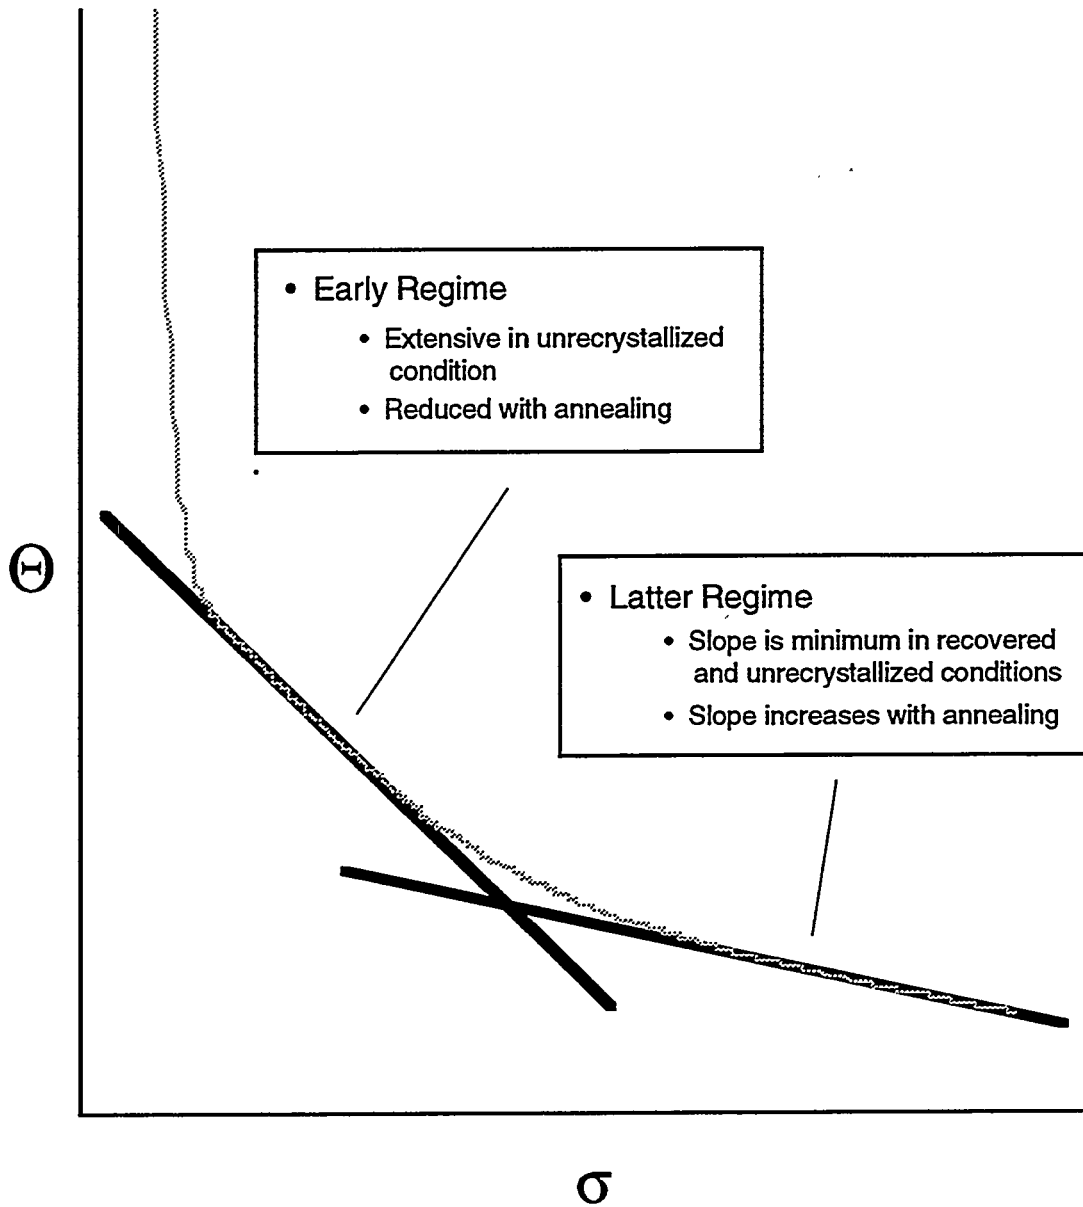 • Early Regime
• Extensive in unrecrystallized
condition
• Reduced with annealing
Θ
• Latter Regime
• Slope is minimum in recovered
and unrecrystallized conditions
• Slope increases with annealing
σ